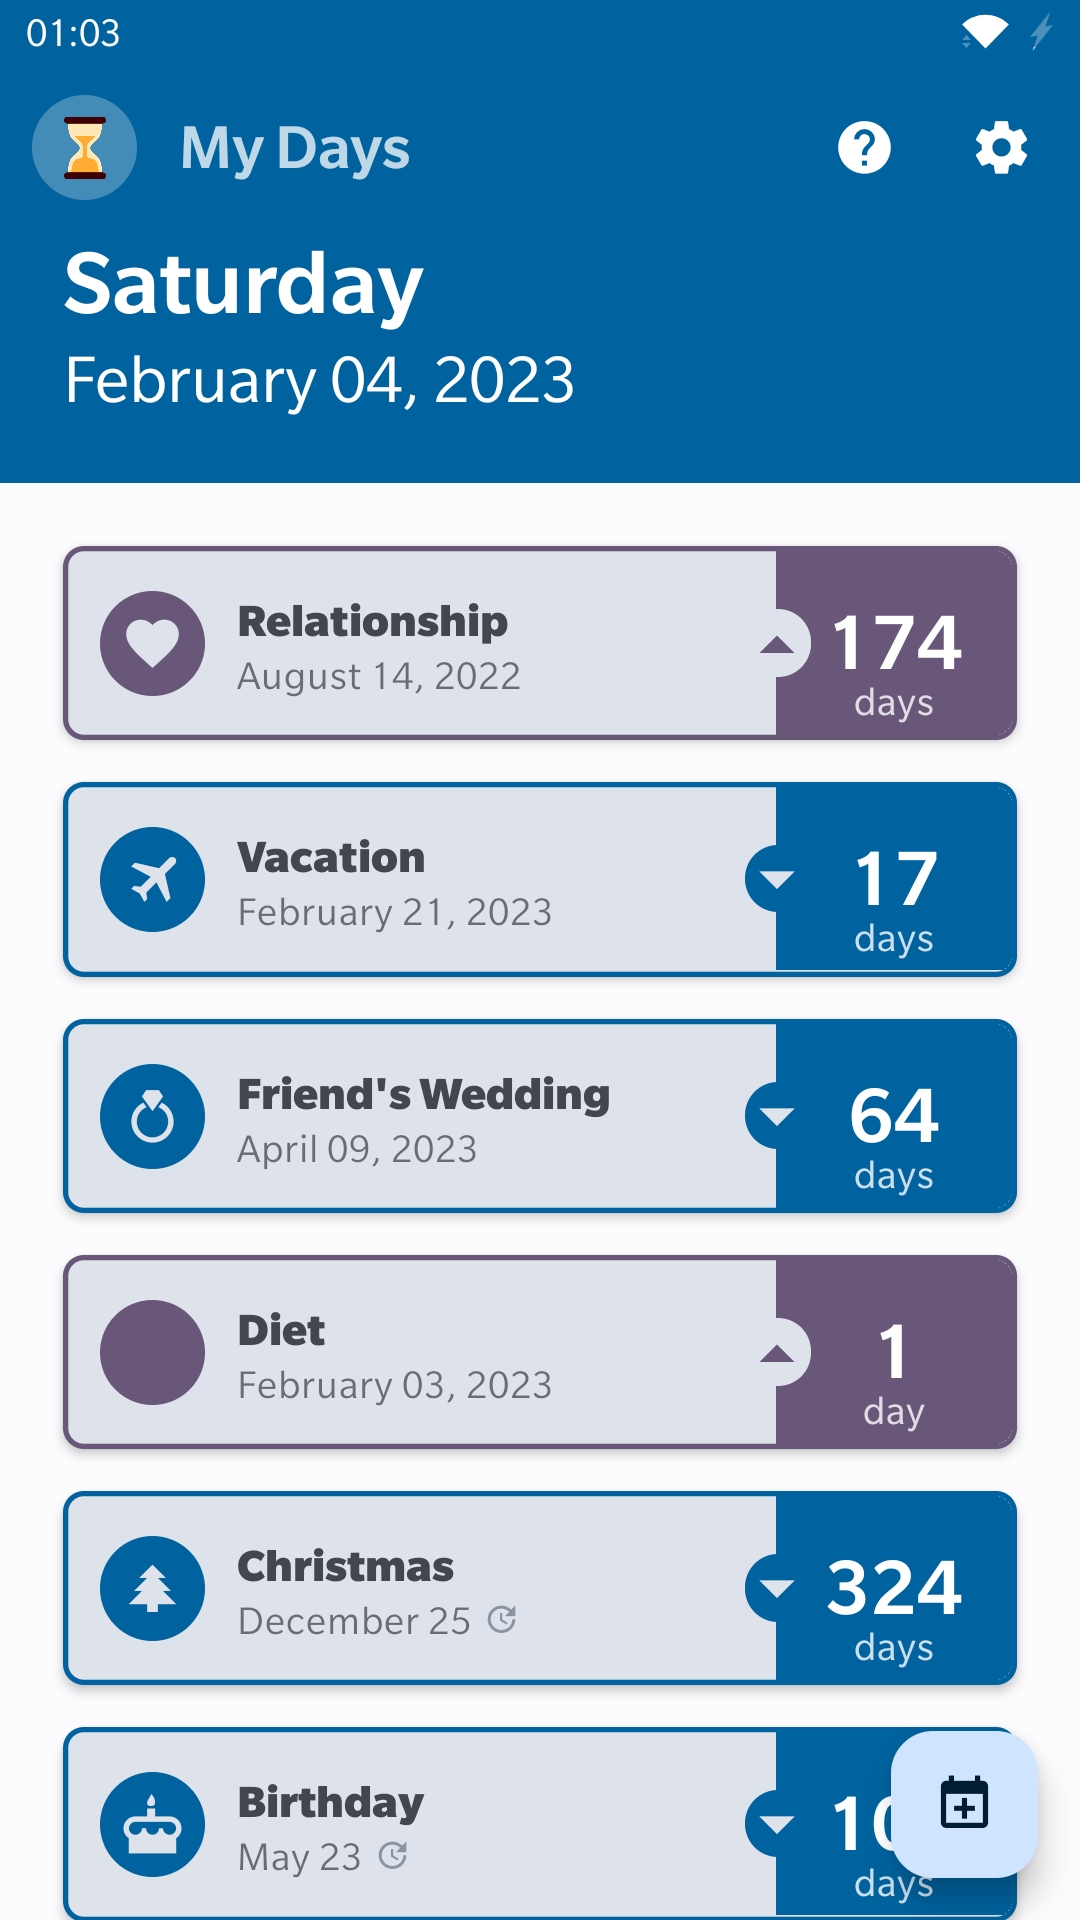 01:03
My Days
Saturday
February 04, 2023
Relationship
August 14, 2022
174
days
Vacation
February 21, 2023
17
days
Friend's Wedding
April 09, 2023
64
days
Diet
February 03, 2023
1
day
Christmas
December 25
324
days
Birthday
May 23
days